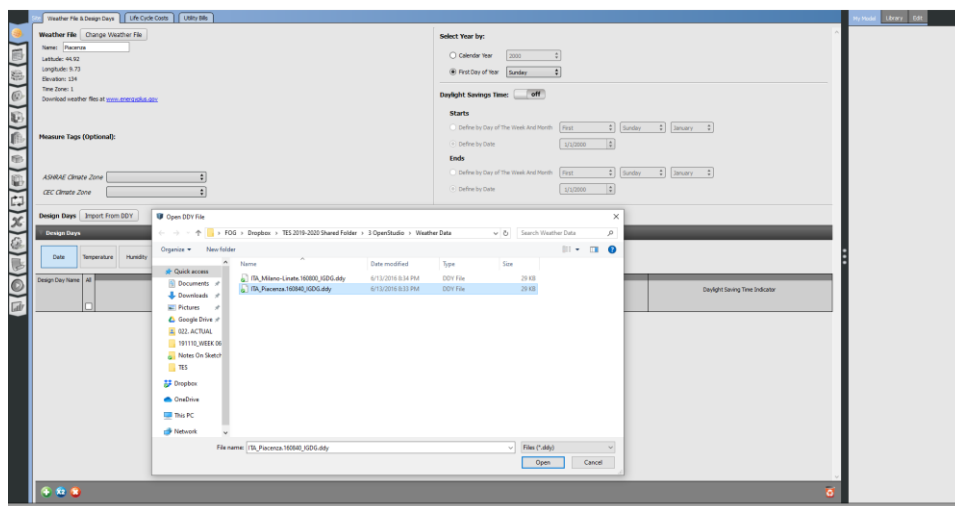 Site Weather File & Design Days Life Cycle Costs Utility Bills
My Model Library Edit
Weather File Change Weather File
Name: Piacenza
Latitude: 44.92
Longitude: 9.73
Elevation: 134
Time Zone: 1
Download weather files at www.energyplus.gov
Measure Tags (Optional):
ASHRAE Climate Zone
CEC Climate Zone
Select Year by:
Calendar Year 2000
First Day of Year Sunday
Daylight Savings Time: off
Starts
Define by Day of The Week And Month First Sunday January
Define by Date 1/1/2000
Ends
Define by Day of The Week And Month First Sunday January
Define by Date 1/1/2000
Design Days Import From DDY
Design Days
Date Temperature Humidity
Design Day Name All
Daylight Saving Time Indicator
Open DDY File
FOG › Dropbox › TES 2019-2020 Shared Folder › 3 OpenStudio › Weather Data
Search Weather Data
Organize New folder
Name Date modified Type Size
ITA_Milano-Linate.160800_IGDG.ddy 6/13/2016 8:34 PM DDY File 29 KB
ITA_Piacenza.160840_IGDG.ddy 6/13/2016 8:33 PM DDY File 29 KB
Quick access
Documents
Downloads
Pictures
Google Drive
022. ACTUAL
191110_WEEK 06
Notes On Sketch
TES
Dropbox
OneDrive
This PC
Network
File name: ITA_Piacenza.160840_IGDG.ddy Files (*.ddy)
Open Cancel